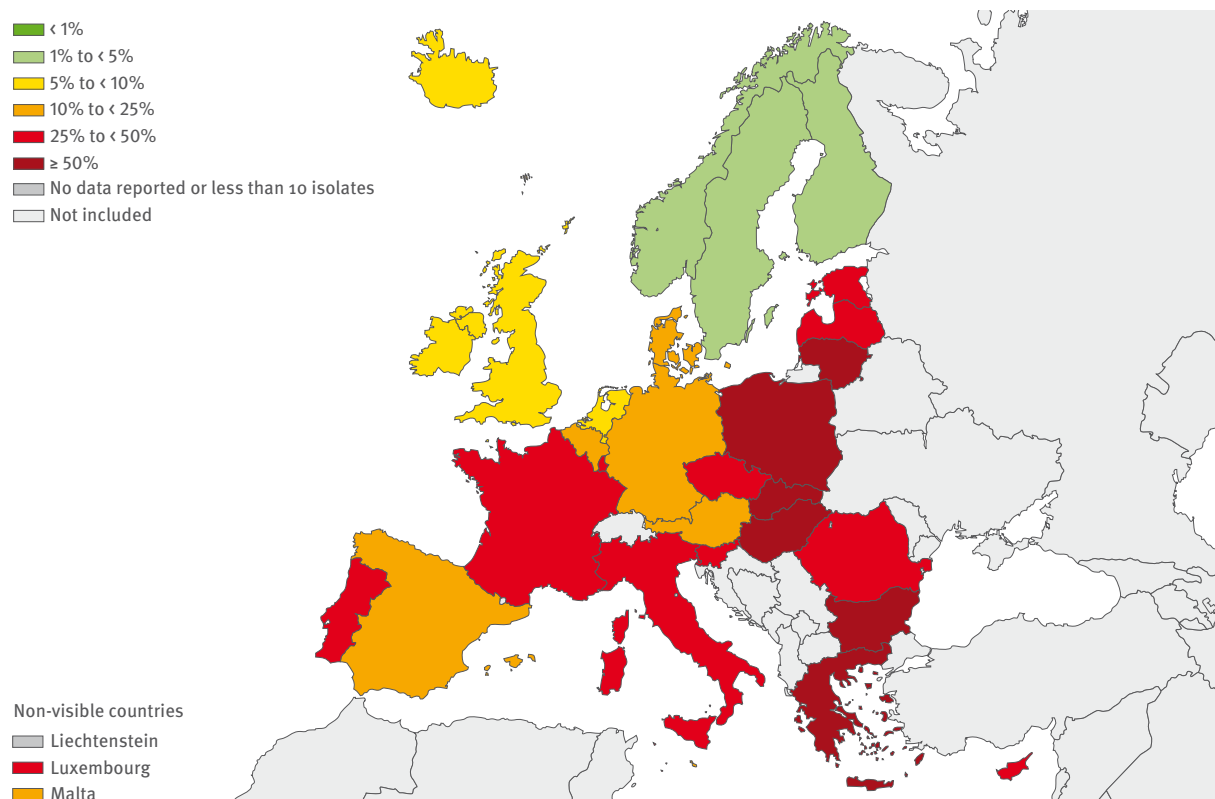 < 1%
1% to < 5%
5% to < 10%
10% to < 25%
25% to < 50%
≥ 50%
No data reported or less than 10 isolates
Not included
Non-visible countries
Liechtenstein
Luxembourg
Malta